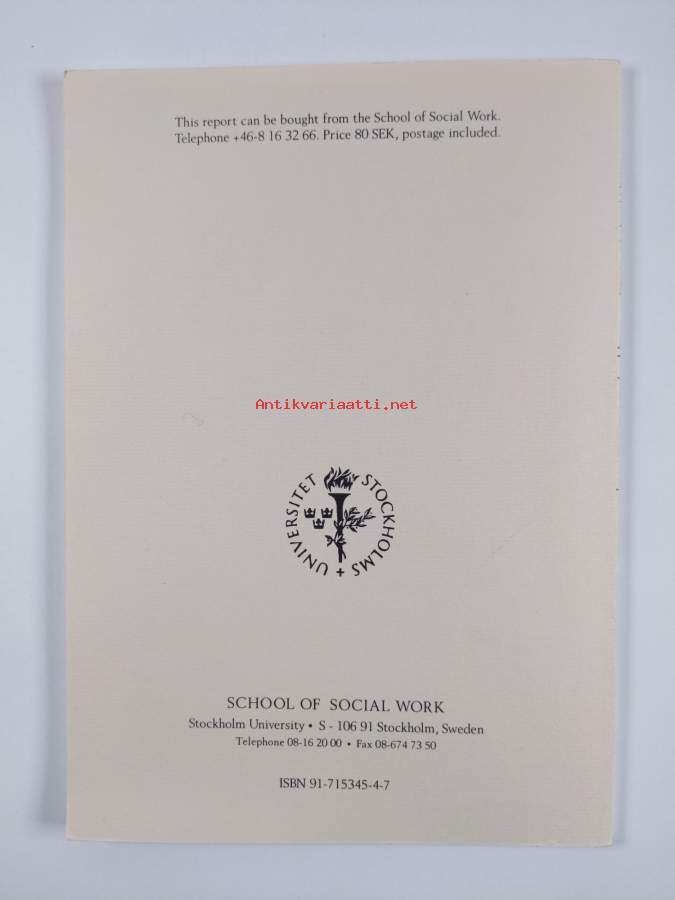 This report can be bought from the School of Social Work.
Telephone +46-8 16 32 66. Price 80 SEK, postage included.
Antikvariaatti.net
STOCKHOLMS + UNIVERSITET
SCHOOL OF SOCIAL WORK
Stockholm University • S - 106 91 Stockholm, Sweden
Telephone 08-16 20 00 • Fax 08-674 73 50
ISBN 91-715345-4-7